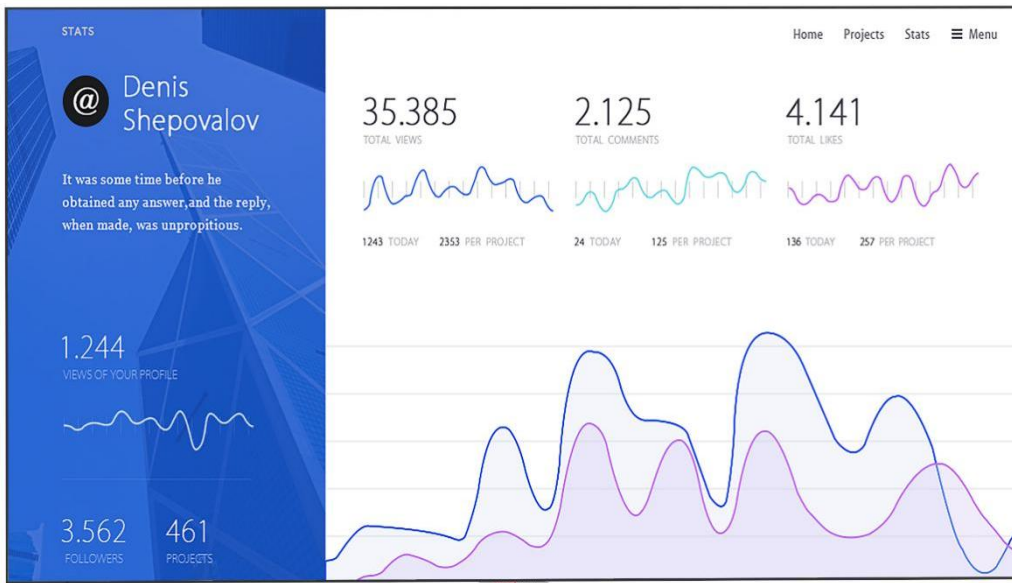 STATS
@
Denis
Shepovalov
It was some time before he
obtained any answer,and the reply,
when made, was unpropitious.
1.244
VIEWS OF YOUR PROFILE
3.562 461
FOLLOWERS PROJECTS
Home Projects Stats Menu
35.385 2.125 4.141
TOTAL VIEWS TOTAL COMMENTS TOTAL LIKES
1243 TODAY 2353 PER PROJECT 24 TODAY 125 PER PROJECT 136 TODAY 257 PER PROJECT